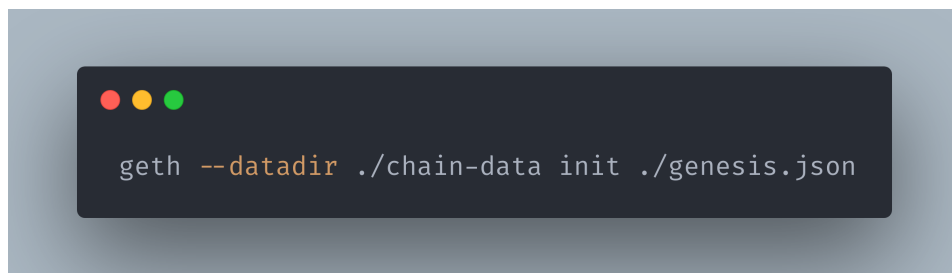 geth --datadir ./chain-data init ./genesis.json